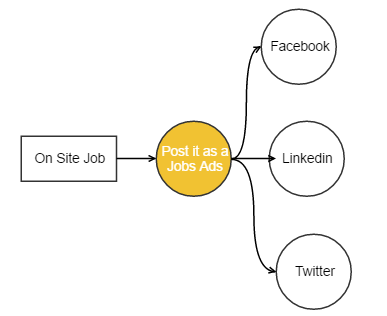 Facebook
On Site Job
Post it as a
Jobs Ads
Linkedin
Twitter